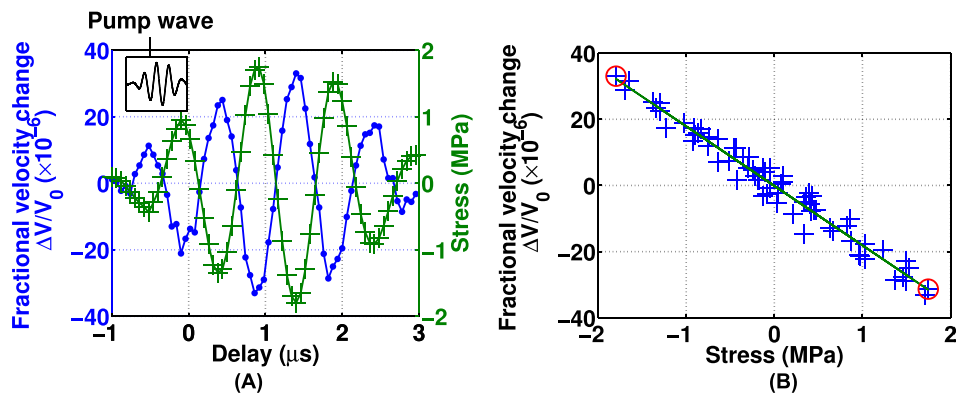 Pump wave
Fractional velocity change
ΔV/V₀ (×10⁻⁶)
40
20
0
−20
−40
−1
0
1
2
3
Delay (μs)
2
1
0
−1
−2
Stress (MPa)
(A)
Fractional velocity change
ΔV/V₀ (×10⁻⁶)
40
20
0
−20
−40
−2
−1
0
1
2
Stress (MPa)
(B)